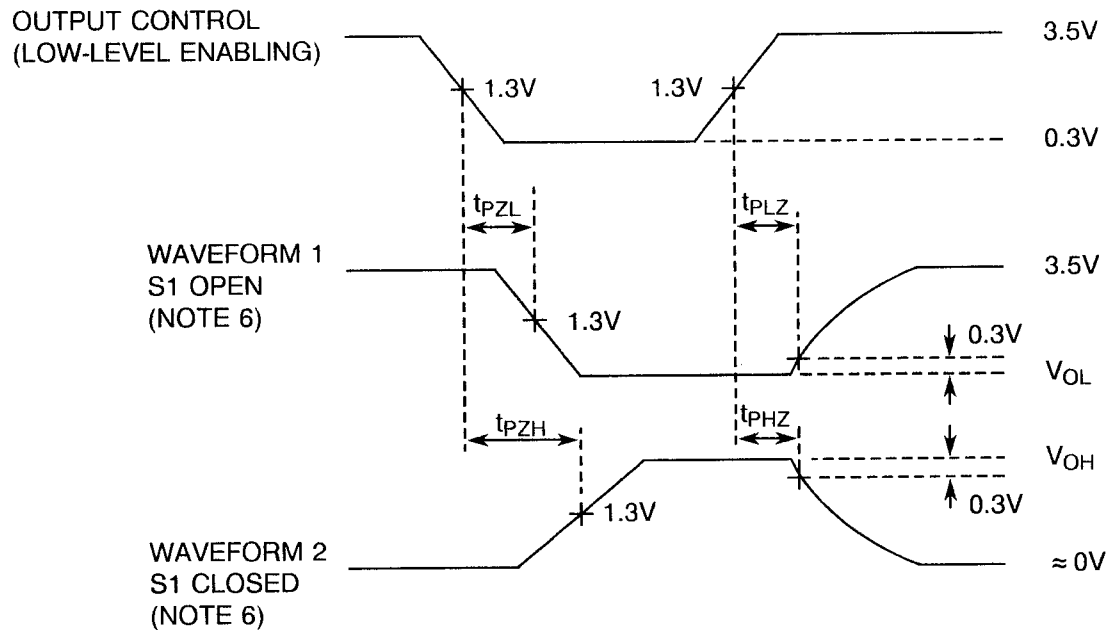 OUTPUT CONTROL
(LOW-LEVEL ENABLING)
1.3V
1.3V
3.5V
0.3V
tPZL
tPLZ
WAVEFORM 1
S1 OPEN
(NOTE 6)
1.3V
3.5V
0.3V
VOL
tPZH
tPHZ
VOH
0.3V
1.3V
WAVEFORM 2
S1 CLOSED
(NOTE 6)
≈ 0V